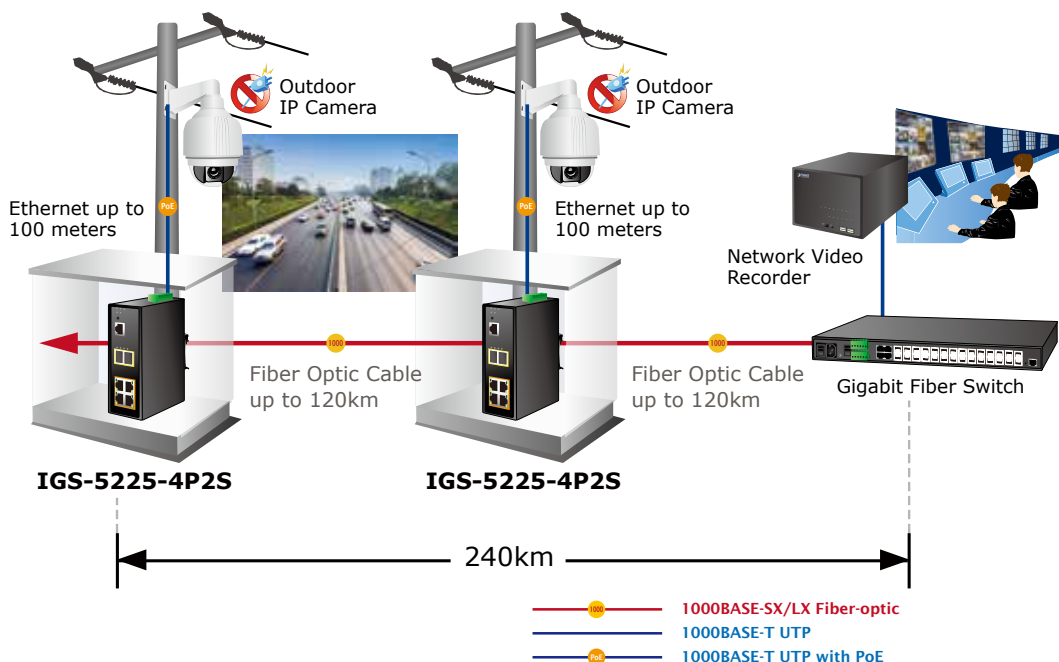 Outdoor
IP Camera
Outdoor
IP Camera
Ethernet up to
100 meters
PoE
Ethernet up to
100 meters
PoE
Network Video
Recorder
1000
1000
Fiber Optic Cable
up to 120km
Fiber Optic Cable
up to 120km
Gigabit Fiber Switch
IGS-5225-4P2S
IGS-5225-4P2S
240km
1000
1000BASE-SX/LX Fiber-optic
1000BASE-T UTP
PoE
1000BASE-T UTP with PoE